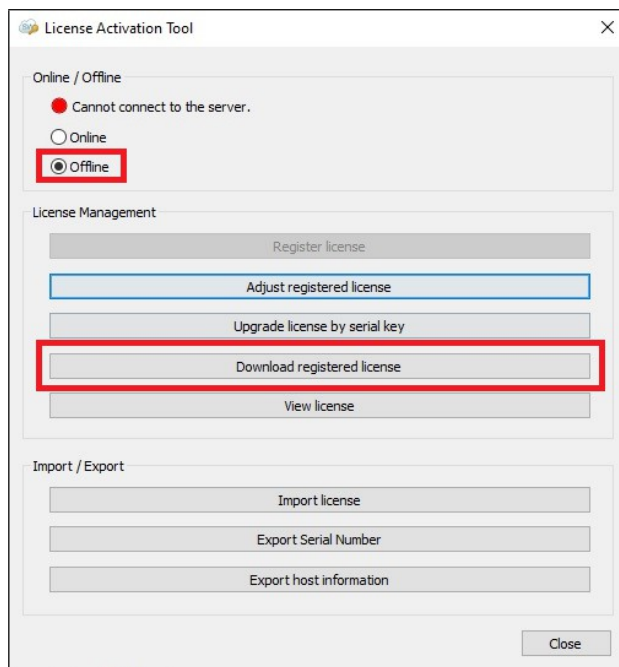 License Activation Tool
Online / Offline
Cannot connect to the server.
Online
Offline
License Management
Register license
Adjust registered license
Upgrade license by serial key
Download registered license
View license
Import / Export
Import license
Export Serial Number
Export host information
Close